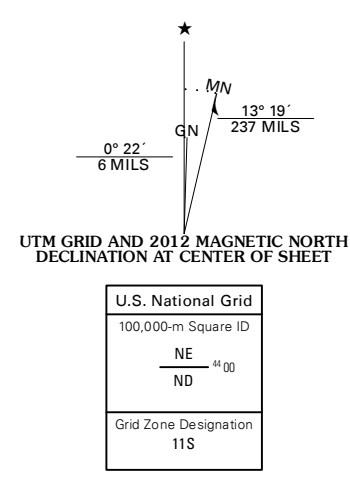 ★
MN
13° 19´
237 MILS
GN
0° 22´
6 MILS
UTM GRID AND 2012 MAGNETIC NORTH
DECLINATION AT CENTER OF SHEET
U.S. National Grid
100,000-m Square ID
NE
44 00
ND
Grid Zone Designation
11S